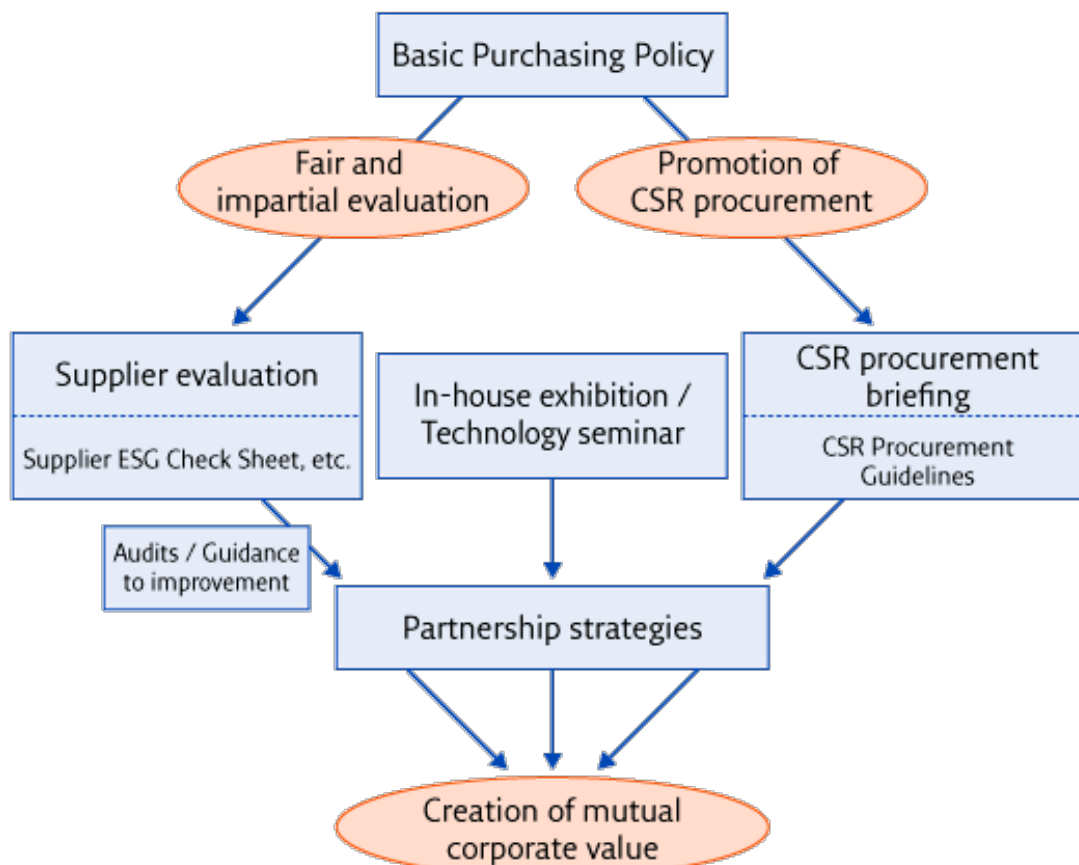 Basic Purchasing Policy
Fair and
impartial evaluation
Promotion of
CSR procurement
Supplier evaluation
Supplier ESG Check Sheet, etc.
In-house exhibition /
Technology seminar
CSR procurement
briefing
CSR Procurement
Guidelines
Audits / Guidance
to improvement
Partnership strategies
Creation of mutual
corporate value